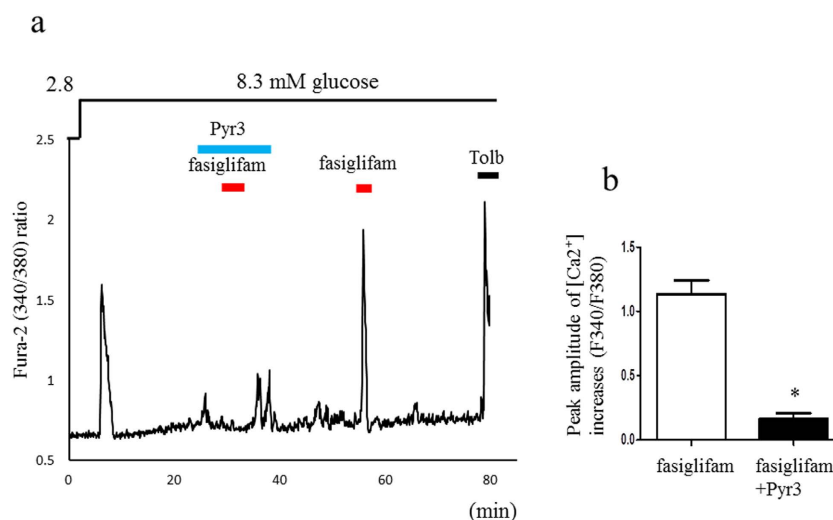 a
2.8
8.3 mM glucose
Pyr3
fasiglifam
fasiglifam
Tolb
Fura-2 (340/380) ratio
2.5
2
1.5
1
0.5
0
20
40
60
80
(min)
b
Peak amplitude of [Ca2⁺]
increases (F340/F380)
1.5
1.0
0.5
0.0
*
fasiglifam
fasiglifam
+Pyr3